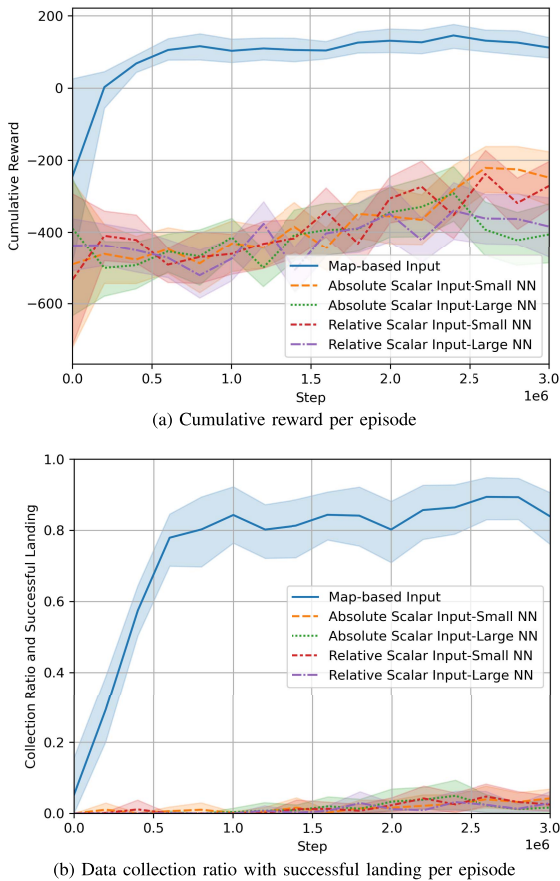 200
0
−200
−400
−600
Cumulative Reward
Map-based Input
Absolute Scalar Input-Small NN
Absolute Scalar Input-Large NN
Relative Scalar Input-Small NN
Relative Scalar Input-Large NN
0.0 0.5 1.0 1.5 2.0 2.5 3.0
Step 1e6
(a) Cumulative reward per episode
1.0
0.8
0.6
0.4
0.2
0.0
Collection Ratio and Successful Landing
Map-based Input
Absolute Scalar Input-Small NN
Absolute Scalar Input-Large NN
Relative Scalar Input-Small NN
Relative Scalar Input-Large NN
0.0 0.5 1.0 1.5 2.0 2.5 3.0
Step 1e6
(b) Data collection ratio with successful landing per episode